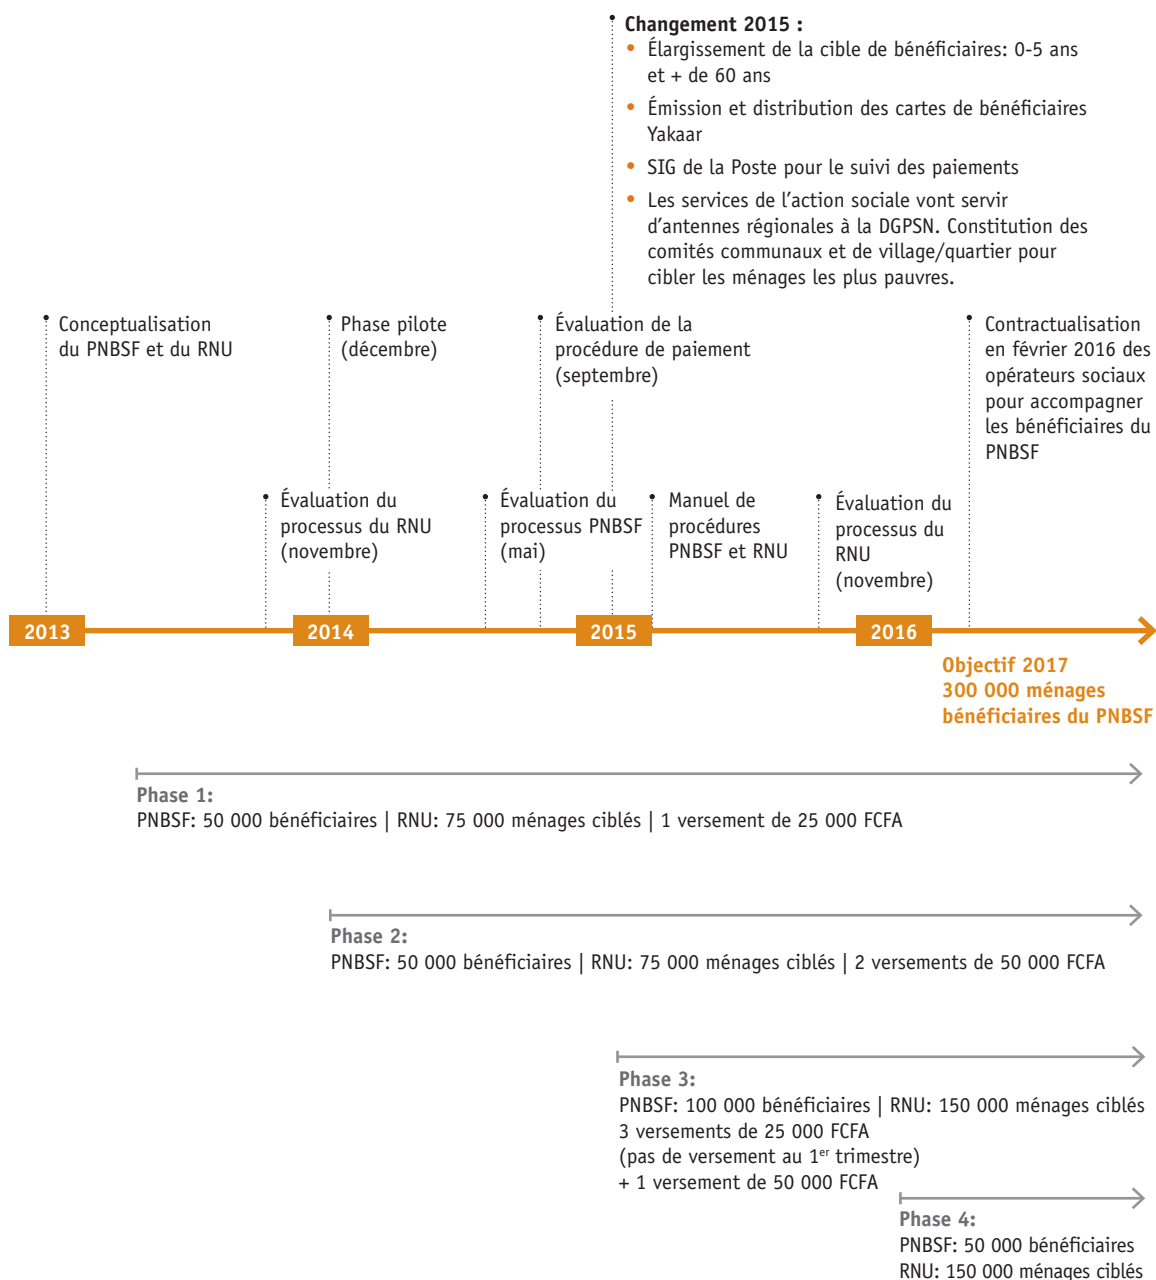 Changement 2015 :
• Élargissement de la cible de bénéficiaires: 0-5 ans
et + de 60 ans
• Émission et distribution des cartes de bénéficiaires
Yakaar
• SIG de la Poste pour le suivi des paiements
• Les services de l’action sociale vont servir
d’antennes régionales à la DGPSN. Constitution des
comités communaux et de village/quartier pour
cibler les ménages les plus pauvres.
Conceptualisation
du PNBSF et du RNU
Phase pilote
(décembre)
Évaluation de la
procédure de paiement
(septembre)
Contractualisation
en février 2016 des
opérateurs sociaux
pour accompagner
les bénéficiaires du
PNBSF
Évaluation du
processus du RNU
(novembre)
Évaluation du
processus PNBSF
(mai)
Manuel de
procédures
PNBSF et RNU
Évaluation du
processus du
RNU
(novembre)
2013
2014
2015
2016
Objectif 2017
300 000 ménages
bénéficiaires du PNBSF
Phase 1:
PNBSF: 50 000 bénéficiaires | RNU: 75 000 ménages ciblés | 1 versement de 25 000 FCFA
Phase 2:
PNBSF: 50 000 bénéficiaires | RNU: 75 000 ménages ciblés | 2 versements de 50 000 FCFA
Phase 3:
PNBSF: 100 000 bénéficiaires | RNU: 150 000 ménages ciblés
3 versements de 25 000 FCFA
(pas de versement au 1er trimestre)
+ 1 versement de 50 000 FCFA
Phase 4:
PNBSF: 50 000 bénéficiaires
RNU: 150 000 ménages ciblés